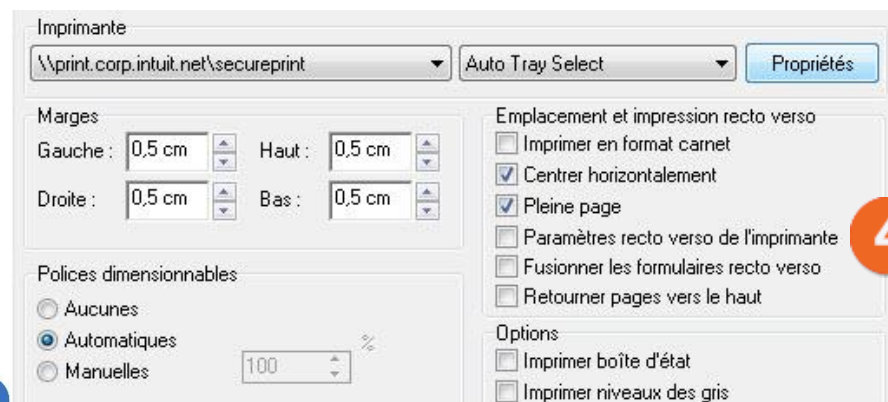 Imprimante
\\print.corp.intuit.net\secureprint
Auto Tray Select
Propriétés
Marges
Gauche : 0,5 cm Haut : 0,5 cm
Droite : 0,5 cm Bas : 0,5 cm
Polices dimensionnables
Aucunes
Automatiques
Manuelles
100 %
Emplacement et impression recto verso
Imprimer en format carnet
Centrer horizontalement
Pleine page
Paramètres recto verso de l'imprimante
Fusionner les formulaires recto verso
Retourner pages vers le haut
4
Options
Imprimer boîte d'état
Imprimer niveaux des gris